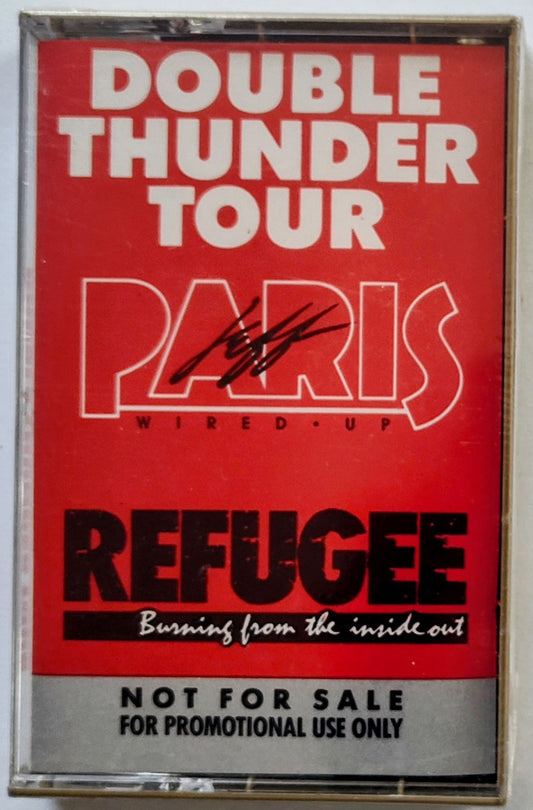 DOUBLE
THUNDER
TOUR
Jeff
PARIS
WIRED • UP
REFUGEE
Burning from the inside out
NOT FOR SALE
FOR PROMOTIONAL USE ONLY